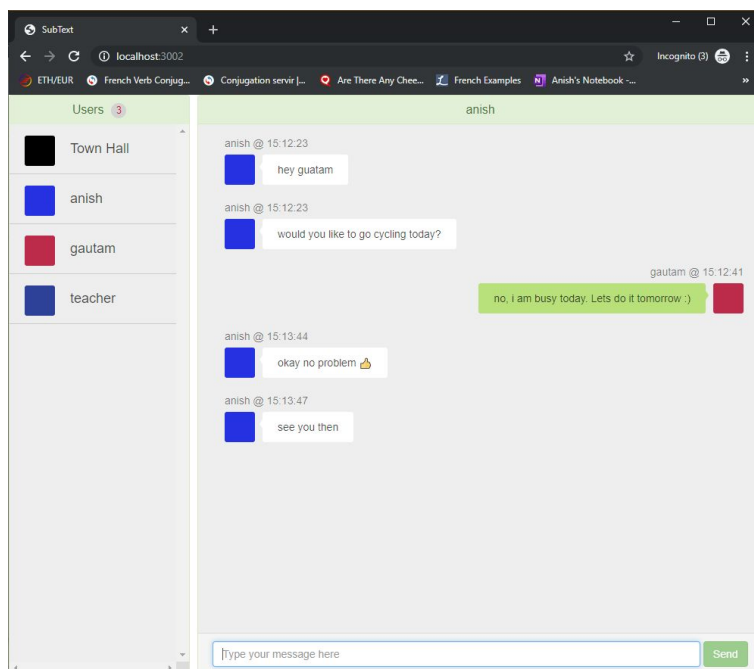 SubText
localhost:3002
Incognito (3)
ETH/EUR
French Verb Conjug...
Conjugation servir |...
Are There Any Chee...
French Examples
Anish's Notebook -...
Users 3
anish
Town Hall
anish
gautam
teacher
anish @ 15:12:23
hey guatam
anish @ 15:12:23
would you like to go cycling today?
gautam @ 15:12:41
no, i am busy today. Lets do it tomorrow :)
anish @ 15:13:44
okay no problem 👍
anish @ 15:13:47
see you then
Type your message here
Send